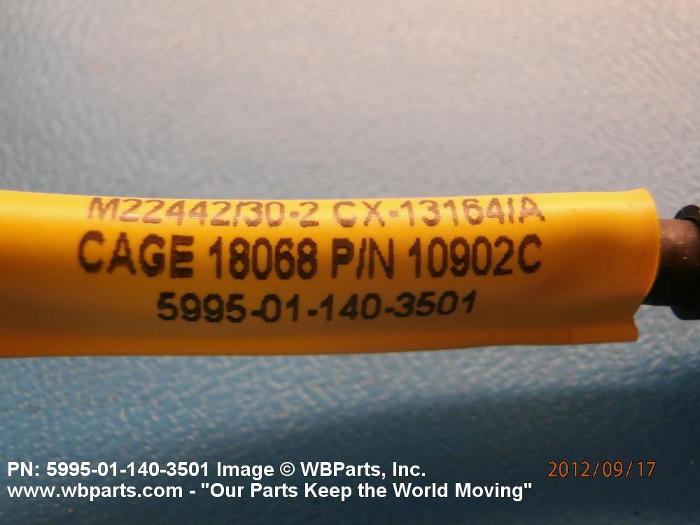 M22442/30-2 CX-13164/A
CAGE 18068 P/N 10902C
5995-01-140-3501
PN: 5995-01-140-3501 Image © WBParts, Inc.
2012/09/17
www.wbparts.com - "Our Parts Keep the World Moving"